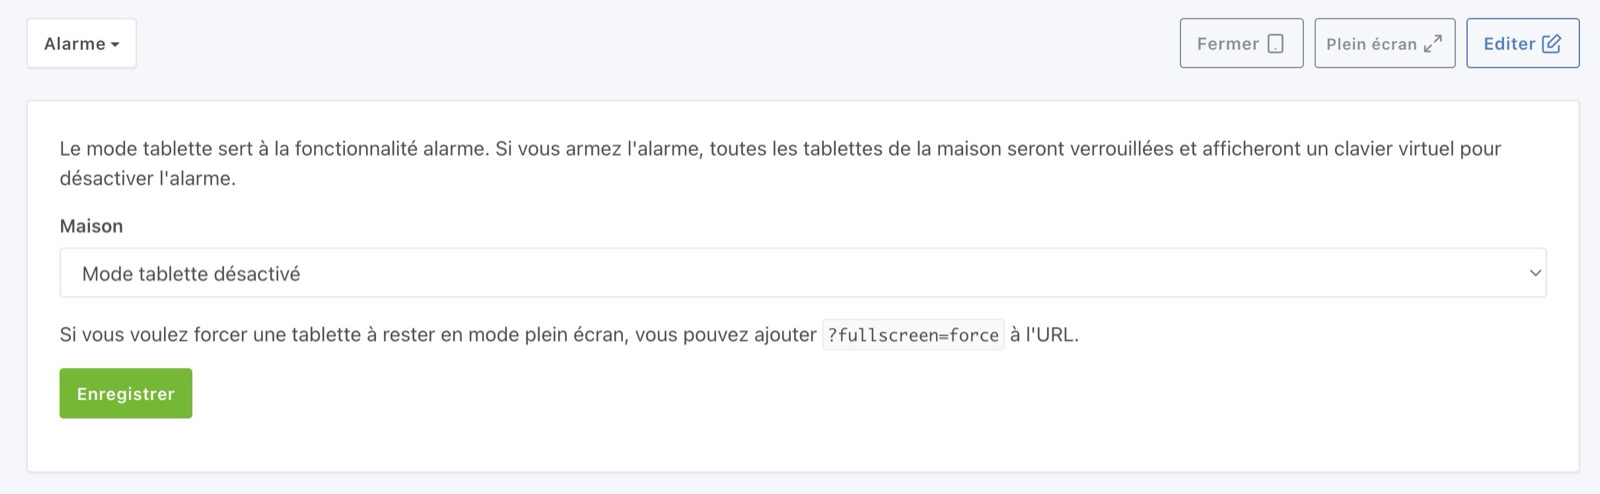 Alarme
Fermer
Plein écran
Editer
Le mode tablette sert à la fonctionnalité alarme. Si vous armez l'alarme, toutes les tablettes de la maison seront verrouillées et afficheront un clavier virtuel pour
désactiver l'alarme.
Maison
Mode tablette désactivé
Si vous voulez forcer une tablette à rester en mode plein écran, vous pouvez ajouter ?fullscreen=force à l'URL.
Enregistrer